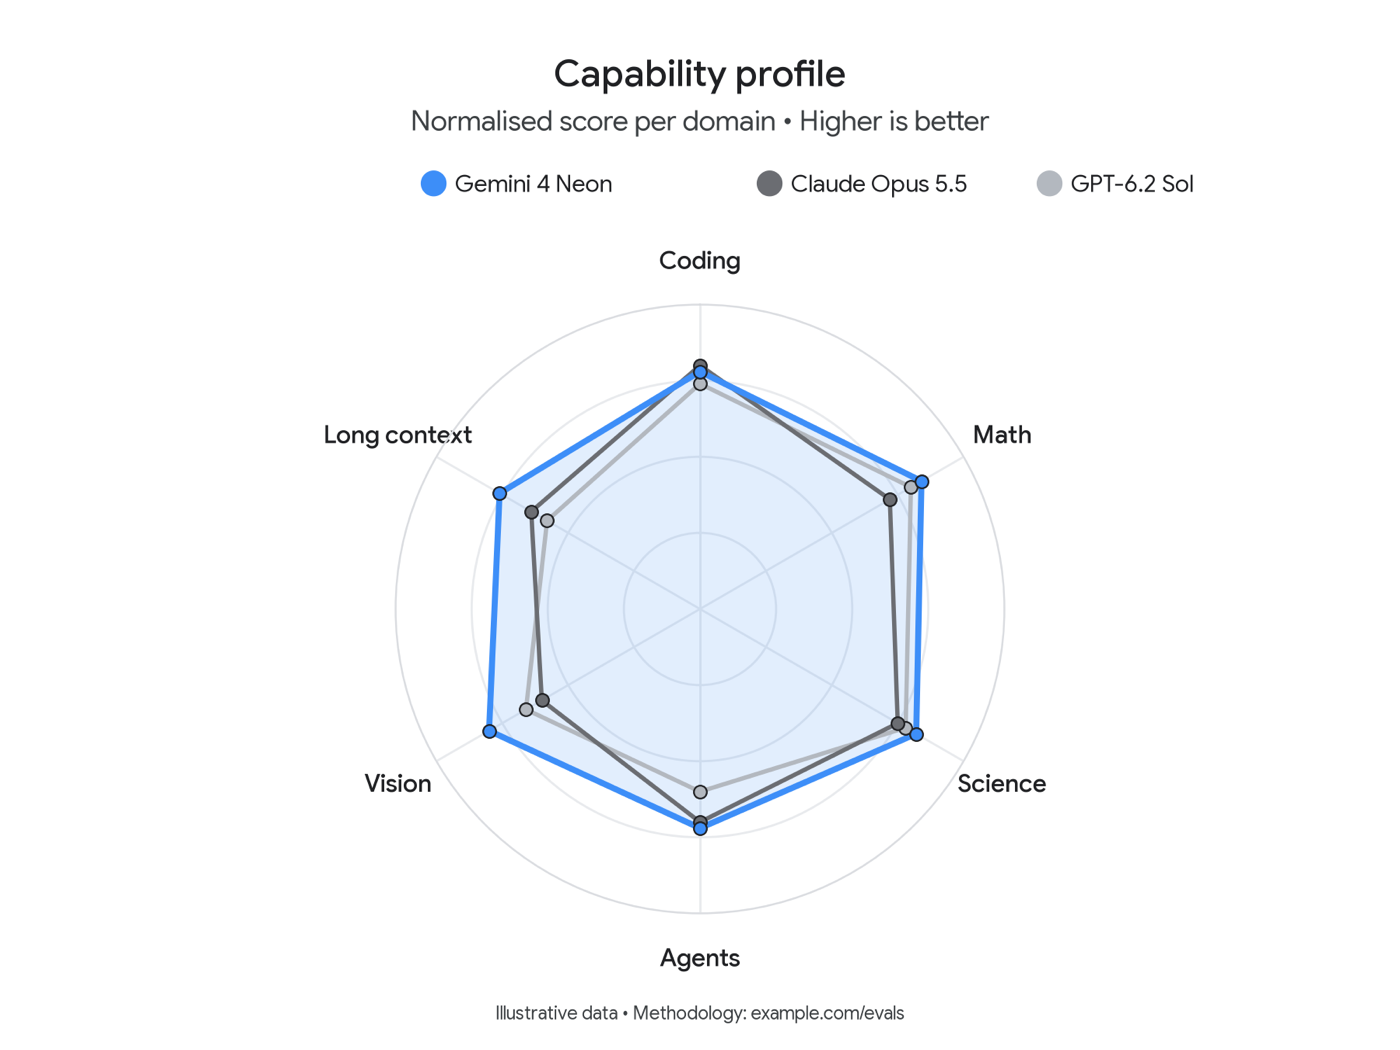 Capability profile
Normalised score per domain • Higher is better
Gemini 4 Neon Claude Opus 5.5 GPT-6.2 Sol
Coding
Long context Math
Vision Science
Agents
Illustrative data • Methodology: example.com/evals